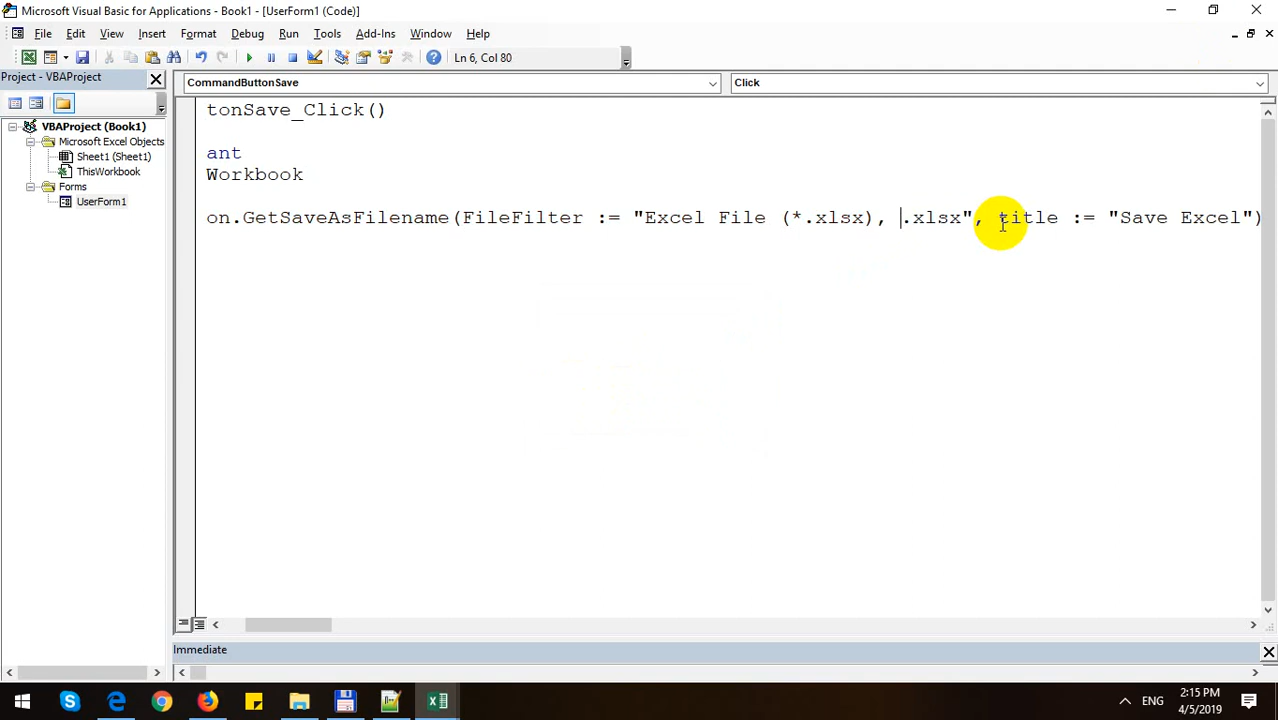 Microsoft Visual Basic for Applications - Book1 - [UserForm1 (Code)]
File Edit View Insert Format Debug Run Tools Add-Ins Window Help
Ln 6, Col 80
Project - VBAProject
CommandButtonSave
Click
VBAProject (Book1)
Microsoft Excel Objects
Sheet1 (Sheet1)
ThisWorkbook
Forms
UserForm1
tonSave_Click()
ant
Workbook
on.GetSaveAsFilename(FileFilter := "Excel File (*.xlsx), .xlsx", title := "Save Excel")
Immediate
ENG
2:15 PM
4/5/2019